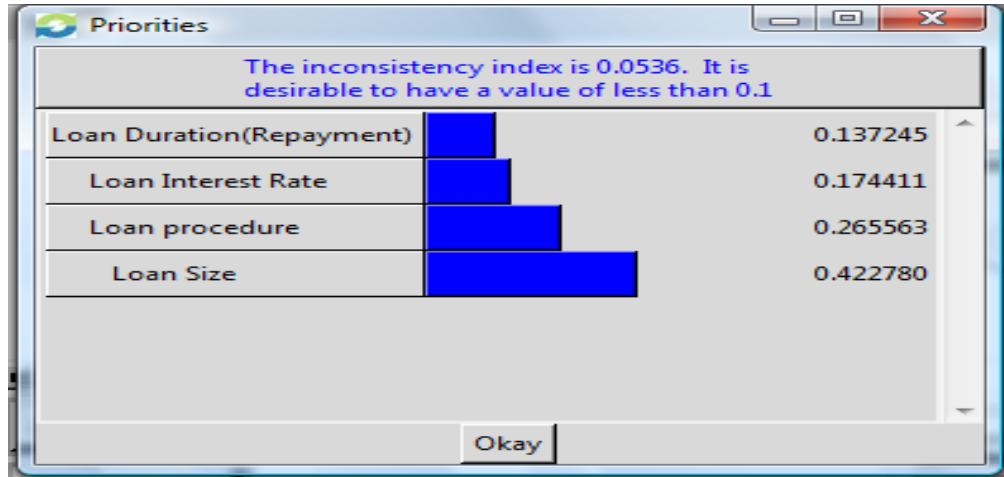 Priorities
The inconsistency index is 0.0536. It is
desirable to have a value of less than 0.1
Loan Duration(Repayment) 0.137245
Loan Interest Rate 0.174411
Loan procedure 0.265563
Loan Size 0.422780
Okay